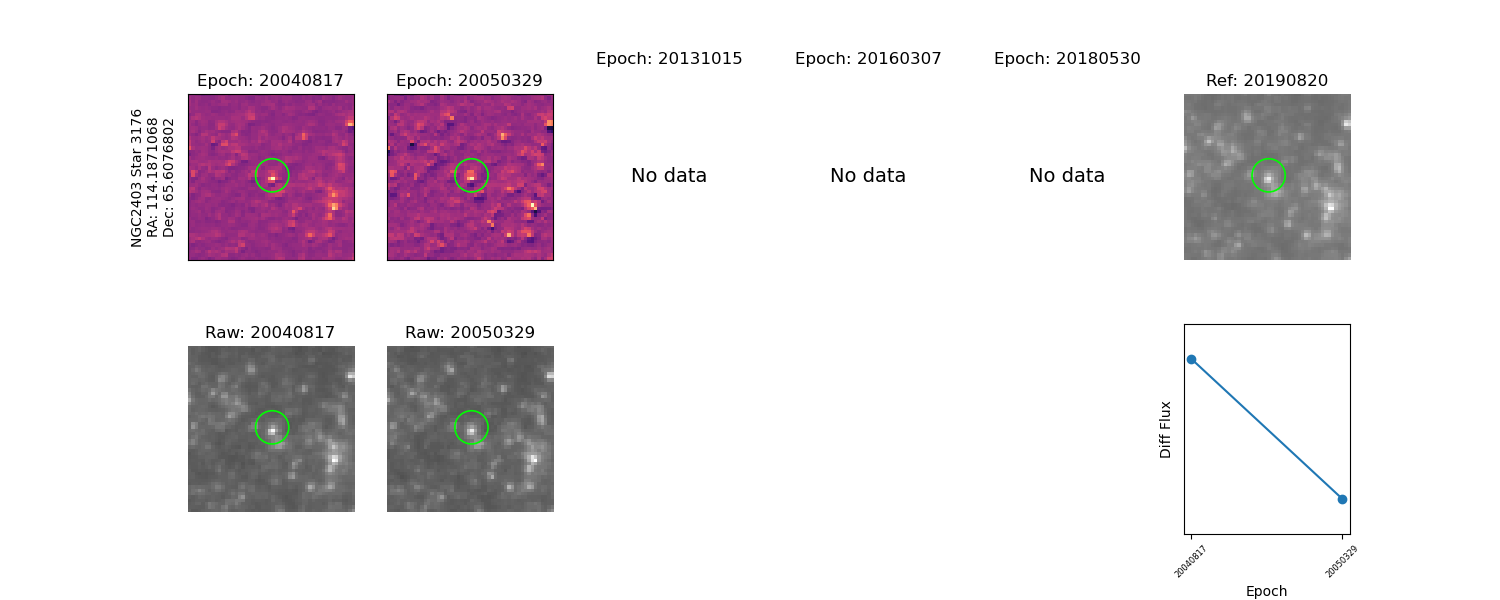 Epoch: 20040817
Epoch: 20050329
Epoch: 20131015
Epoch: 20160307
Epoch: 20180530
Ref: 20190820
NGC2403 Star 3176
RA: 114.1871068
Dec: 65.6076802
No data
No data
No data
Raw: 20040817
Raw: 20050329
Diff Flux
20040817
20050329
Epoch